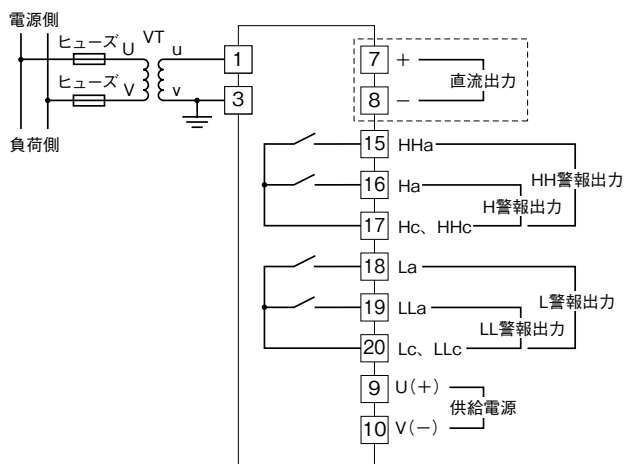 電源側
ヒューズ U VT u
1
7 +
直流出力
ヒューズ V v
3
8 −
負荷側
15 HHa
HH警報出力
16 Ha
H警報出力
17 Hc、HHc
18 La
L警報出力
19 LLa
LL警報出力
20 Lc、LLc
9 U(+)
供給電源
10 V(−)